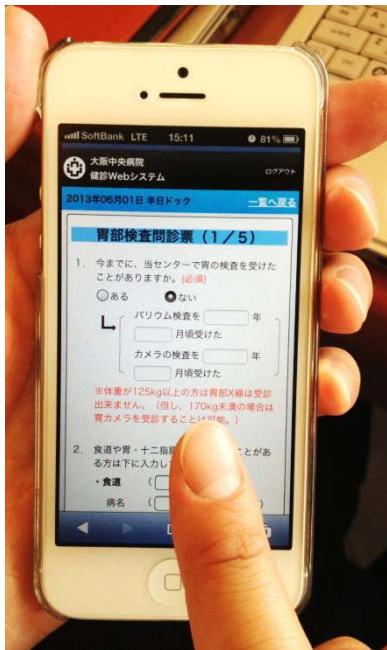 SoftBank LTE 15:11 81%
大阪中央病院
健診Webシステム
ログアウト
2013年06月01日 半日ドック 一覧へ戻る
胃部検査問診票（1／5）
1. 今までに、当センターで胃の検査を受けた
ことがありますか。(必須)
ある ない
バリウム検査を 年
月頃受けた
カメラの検査を 年
月頃受けた
※体重が125kg以上の方は胃部X線は受診
出来ません。（但し、170kg未満の場合は
胃カメラを受診することは可能。）
2. 食道や胃・十二指腸 ことがあ
る方は下に入力し
・食道 （
病名 （ ）